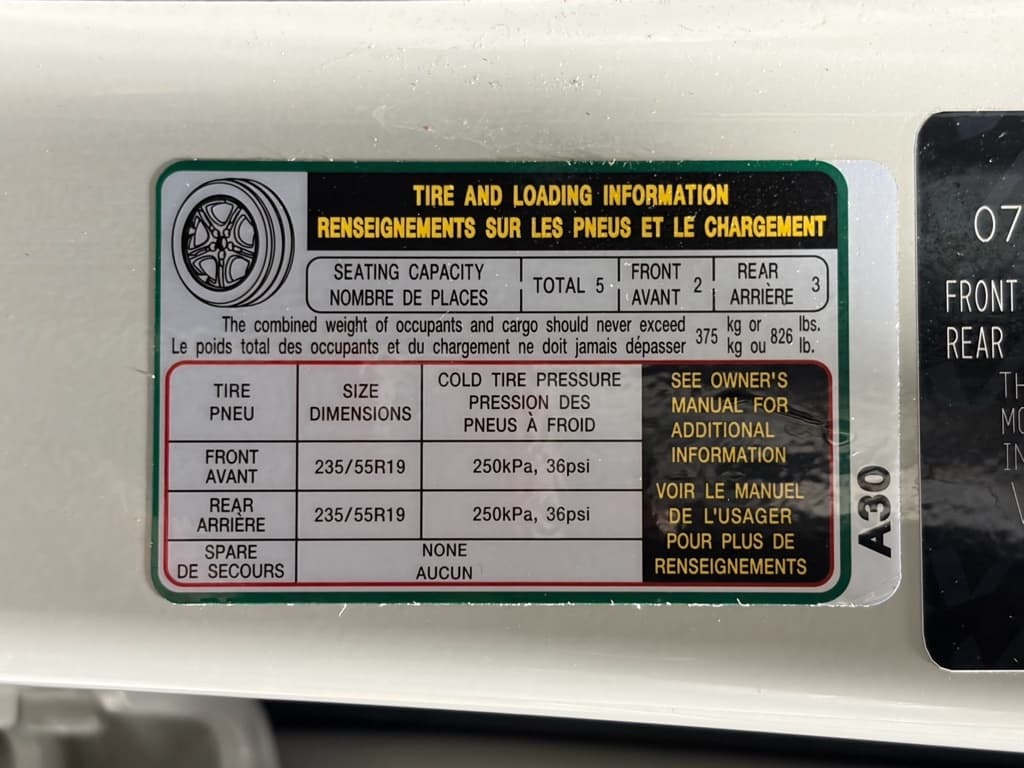 TIRE AND LOADING INFORMATION
RENSEIGNEMENTS SUR LES PNEUS ET LE CHARGEMENT
SEATING CAPACITY
NOMBRE DE PLACES
TOTAL 5
FRONT
AVANT
2
REAR
ARRIÈRE
3
The combined weight of occupants and cargo should never exceed 375 kg or 826 lbs.
Le poids total des occupants et du chargement ne doit jamais dépasser kg ou lb.
TIRE
PNEU
SIZE
DIMENSIONS
COLD TIRE PRESSURE
PRESSION DES
PNEUS À FROID
FRONT
AVANT
235/55R19
250kPa, 36psi
REAR
ARRIÈRE
235/55R19
250kPa, 36psi
SPARE
DE SECOURS
NONE
AUCUN
SEE OWNER'S
MANUAL FOR
ADDITIONAL
INFORMATION
VOIR LE MANUEL
DE L'USAGER
POUR PLUS DE
RENSEIGNEMENTS
A30
07
FRONT
REAR